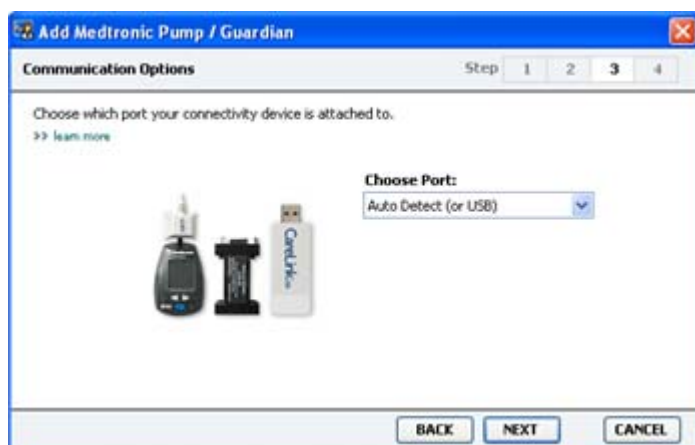 Add Medtronic Pump / Guardian
Communication Options
Step 1 2 3 4
Choose which port your connectivity device is attached to.
>> learn more
Choose Port:
Auto Detect (or USB)
CareLink
BACK NEXT CANCEL